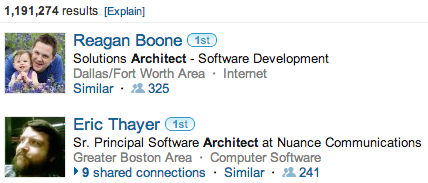 1,191,274 results [Explain]
Reagan Boone 1st
Solutions Architect - Software Development
Dallas/Fort Worth Area · Internet
Similar · 325
Eric Thayer 1st
Sr. Principal Software Architect at Nuance Communications
Greater Boston Area · Computer Software
9 shared connections · Similar · 241